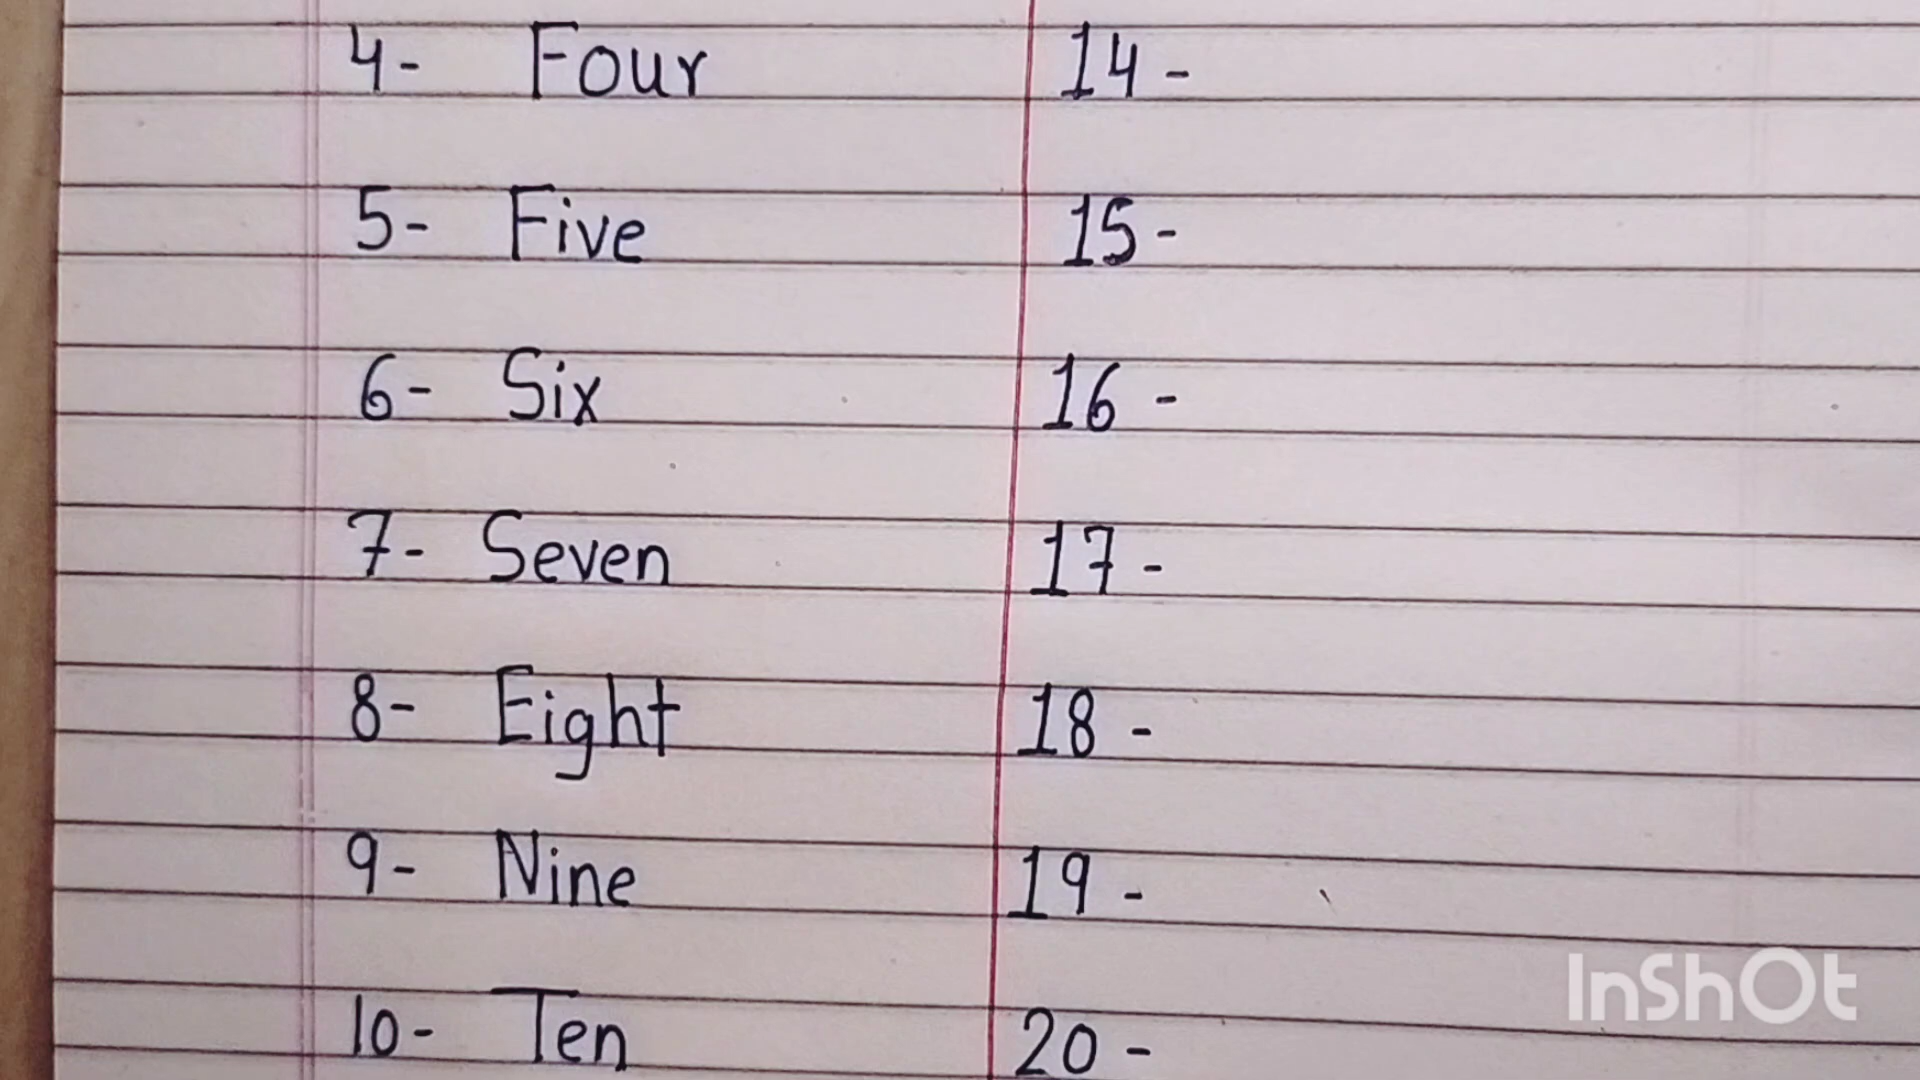 4- Four 14-
5- Five 15-
6- Six 16-
7- Seven 17-
8- Eight 18-
9- Nine 19-
10- Ten 20-
InShOt